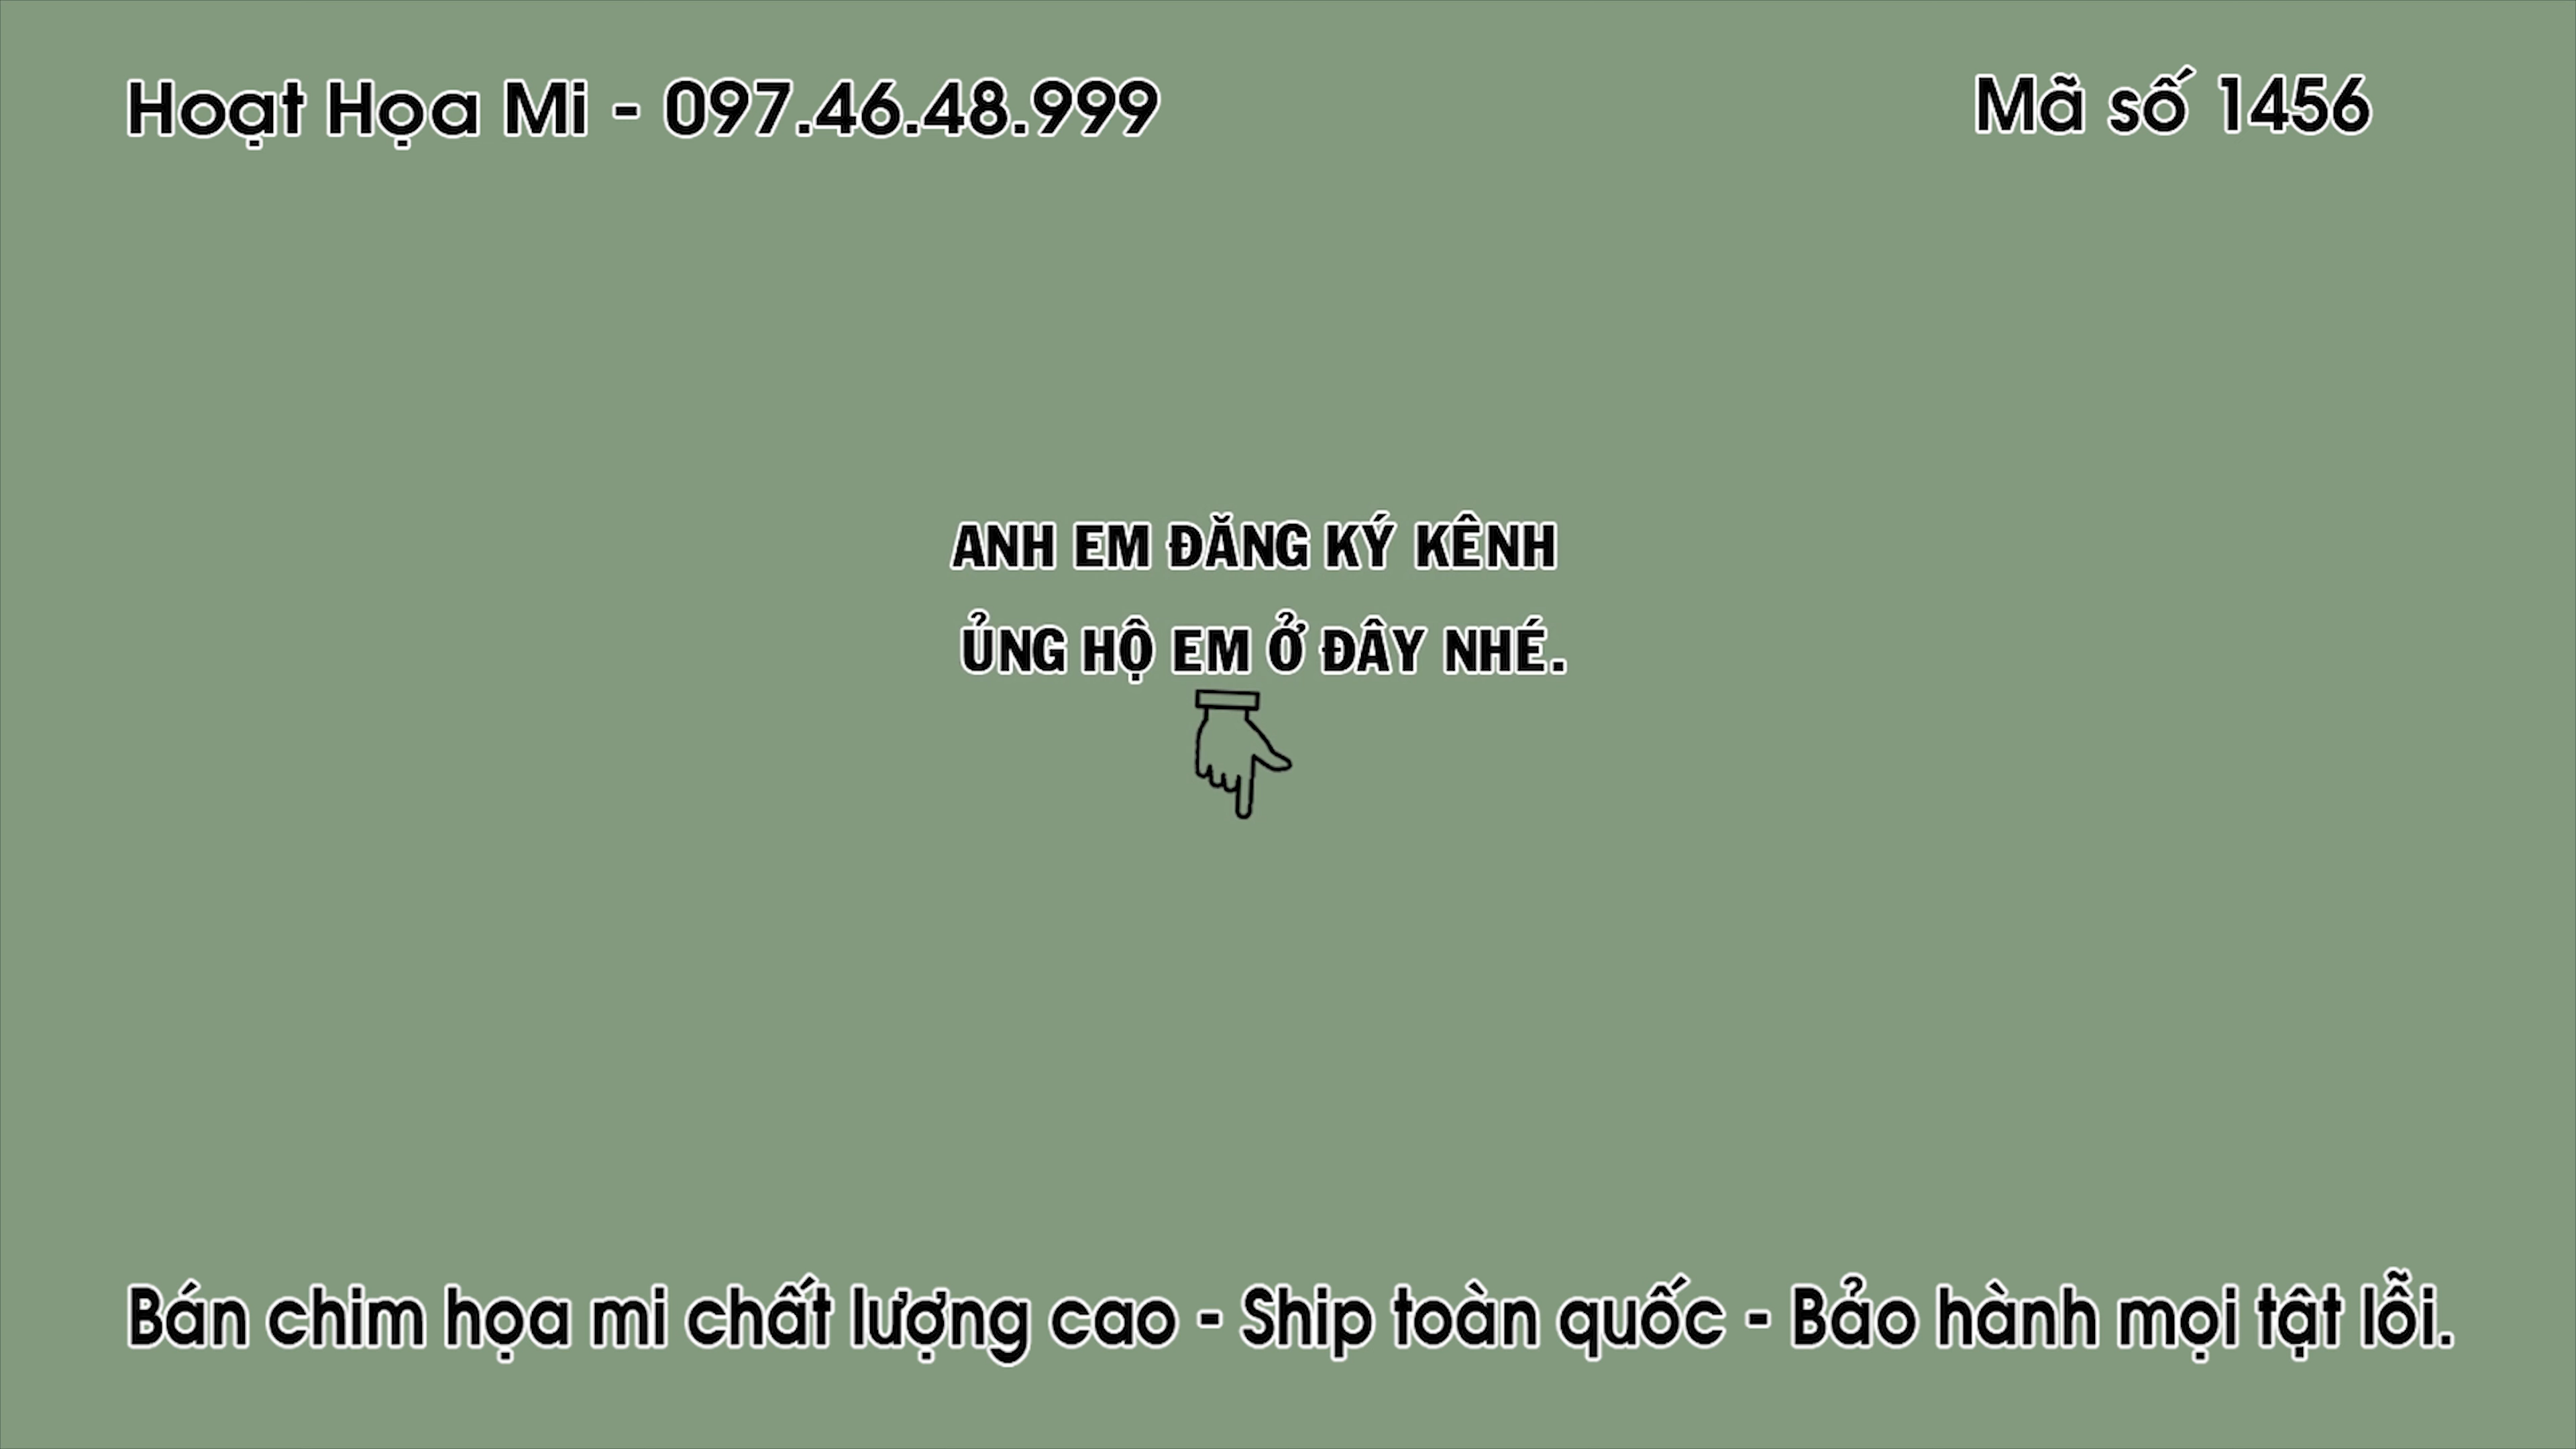 Hoạt Họa Mi - 097.46.48.999
Mã số 1456
ANH EM ĐĂNG KÝ KÊNH
ỦNG HỘ EM Ở ĐÂY NHÉ.
Bán chim họa mi chất lượng cao - Ship toàn quốc - Bảo hành mọi tật lỗi.